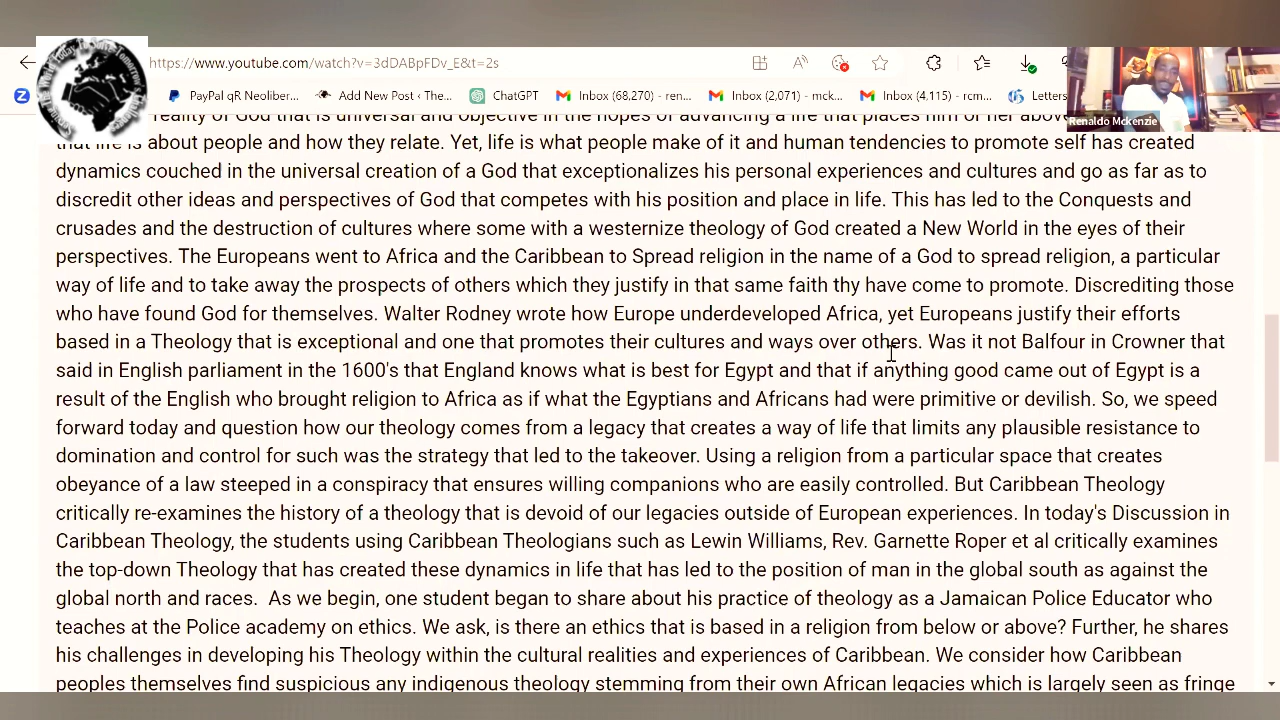 https://www.youtube.com/watch?v=3dDABpFDv_E&t=2s
PayPal qR Neoliber... Add New Post ‹ The... ChatGPT Inbox (68,270) - ren... Inbox (2,071) - mck... Inbox (4,115) - rcm... Letters
Renaldo Mckenzie
reality of God that is universal and objective in the hopes of advancing a life that places him or her above
that life is about people and how they relate. Yet, life is what people make of it and human tendencies to promote self has created
dynamics couched in the universal creation of a God that exceptionalizes his personal experiences and cultures and go as far as to
discredit other ideas and perspectives of God that competes with his position and place in life. This has led to the Conquests and
crusades and the destruction of cultures where some with a westernize theology of God created a New World in the eyes of their
perspectives. The Europeans went to Africa and the Caribbean to Spread religion in the name of a God to spread religion, a particular
way of life and to take away the prospects of others which they justify in that same faith thy have come to promote. Discrediting those
who have found God for themselves. Walter Rodney wrote how Europe underdeveloped Africa, yet Europeans justify their efforts
based in a Theology that is exceptional and one that promotes their cultures and ways over others. Was it not Balfour in Crowner that
said in English parliament in the 1600's that England knows what is best for Egypt and that if anything good came out of Egypt is a
result of the English who brought religion to Africa as if what the Egyptians and Africans had were primitive or devilish. So, we speed
forward today and question how our theology comes from a legacy that creates a way of life that limits any plausible resistance to
domination and control for such was the strategy that led to the takeover. Using a religion from a particular space that creates
obeyance of a law steeped in a conspiracy that ensures willing companions who are easily controlled. But Caribbean Theology
critically re-examines the history of a theology that is devoid of our legacies outside of European experiences. In today's Discussion in
Caribbean Theology, the students using Caribbean Theologians such as Lewin Williams, Rev. Garnette Roper et al critically examines
the top-down Theology that has created these dynamics in life that has led to the position of man in the global south as against the
global north and races. As we begin, one student began to share about his practice of theology as a Jamaican Police Educator who
teaches at the Police academy on ethics. We ask, is there an ethics that is based in a religion from below or above? Further, he shares
his challenges in developing his Theology within the cultural realities and experiences of Caribbean. We consider how Caribbean
peoples themselves find suspicious any indigenous theology stemming from their own African legacies which is largely seen as fringe